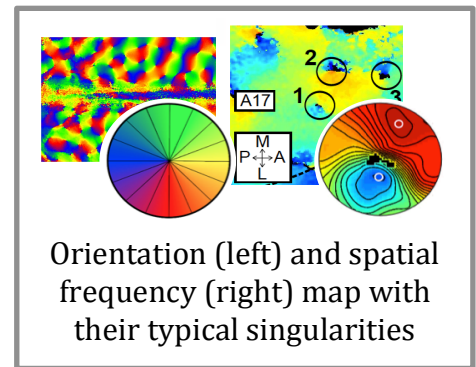 2
3
1
A17
M
P A
L
Orientation (left) and spatial
frequency (right) map with
their typical singularities